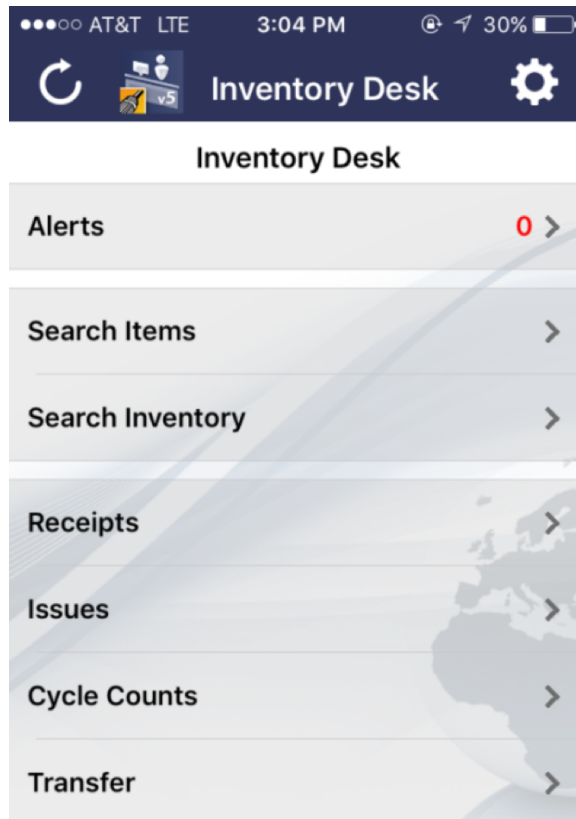 AT&T LTE 3:04 PM 30%
v5 Inventory Desk
Inventory Desk
Alerts 0
Search Items
Search Inventory
Receipts
Issues
Cycle Counts
Transfer